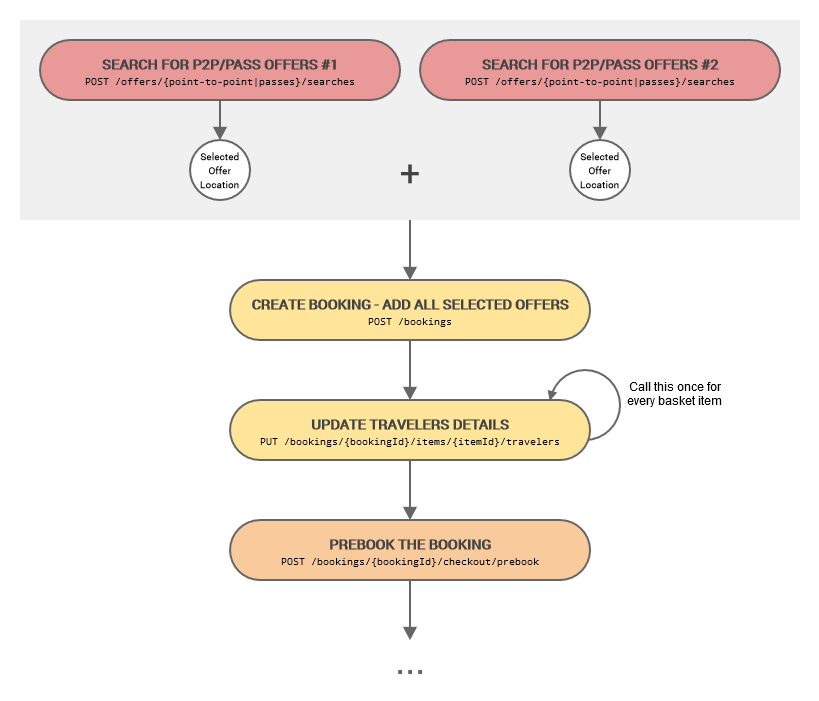 SEARCH FOR P2P/PASS OFFERS #1
POST /offers/{point-to-point|passes}/searches
SEARCH FOR P2P/PASS OFFERS #2
POST /offers/{point-to-point|passes}/searches
Selected
Offer
Location
+
Selected
Offer
Location
CREATE BOOKING - ADD ALL SELECTED OFFERS
POST /bookings
Call this once for
every basket item
UPDATE TRAVELERS DETAILS
PUT /bookings/{bookingId}/items/{itemId}/travelers
PREBOOK THE BOOKING
POST /bookings/{bookingId}/checkout/prebook
...